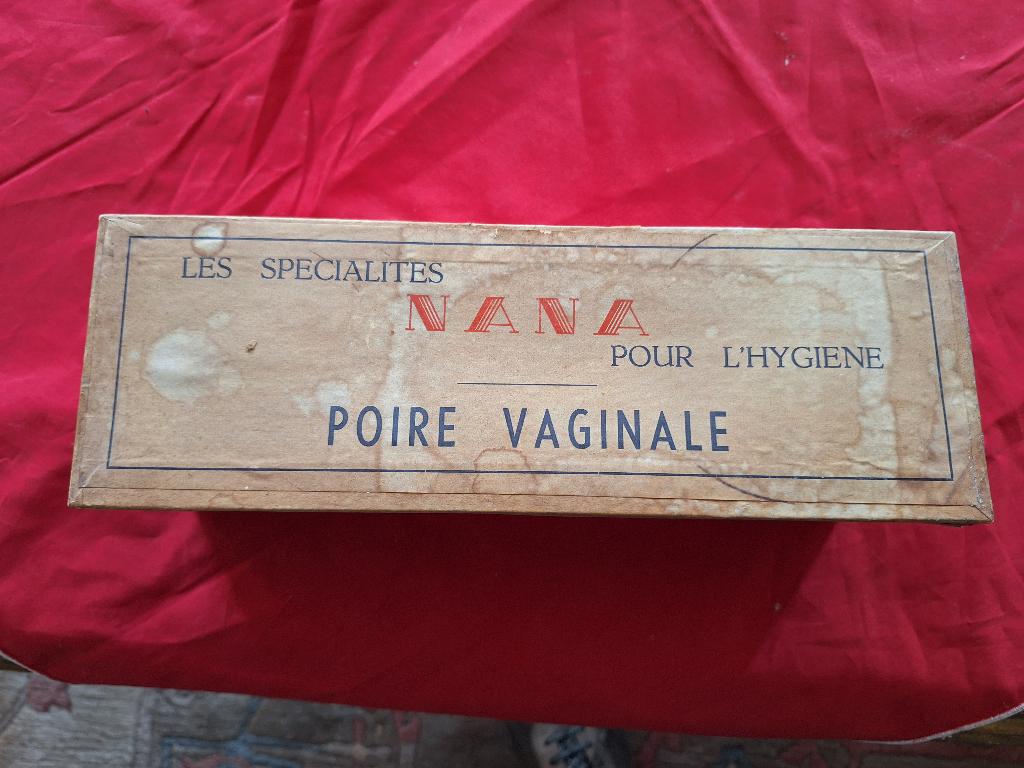 LES SPECIALITES
NANA
POUR L'HYGIENE
POIRE VAGINALE